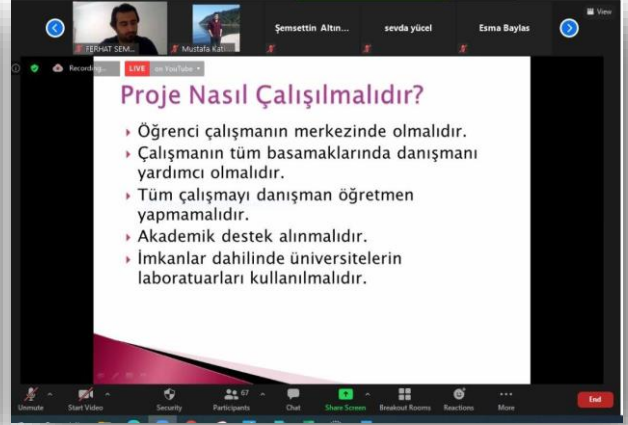 View
FERHAT SEM...
Mustafa Kati
Şemsettin Altın...
sevda yücel
Esma Baylas
Recording...
LIVE on YouTube
Proje Nasıl Çalışılmalıdır?
Öğrenci çalışmanın merkezinde olmalıdır.
Çalışmanın tüm basamaklarında danışmanı
yardımcı olmalıdır.
Tüm çalışmayı danışman öğretmen
yapmamalıdır.
Akademik destek alınmalıdır.
İmkanlar dahilinde üniversitelerin
laboratuarları kullanılmalıdır.
67
Unmute Start Video Security Participants Chat Share Screen Breakout Rooms Reactions More End